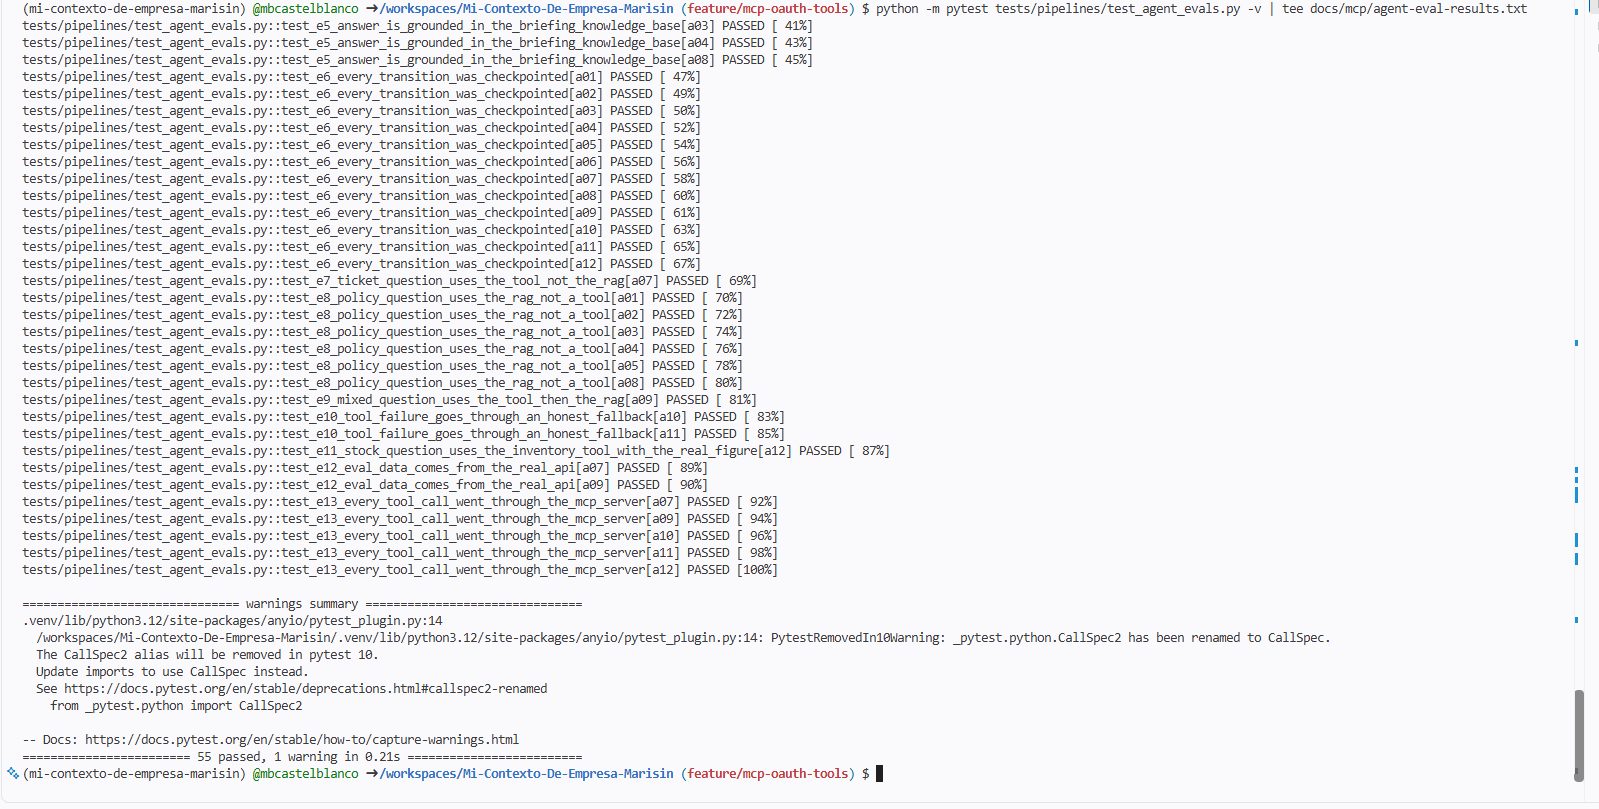 (mi-contexto-de-empresa-marisin) @mbcastelblanco →/workspaces/Mi-Contexto-De-Empresa-Marisin (feature/mcp-oauth-tools) $ python -m pytest tests/pipelines/test_agent_evals.py -v | tee docs/mcp/agent-eval-results.txt
tests/pipelines/test_agent_evals.py::test_e5_answer_is_grounded_in_the_briefing_knowledge_base[a03] PASSED [ 41%]
tests/pipelines/test_agent_evals.py::test_e5_answer_is_grounded_in_the_briefing_knowledge_base[a04] PASSED [ 43%]
tests/pipelines/test_agent_evals.py::test_e5_answer_is_grounded_in_the_briefing_knowledge_base[a08] PASSED [ 45%]
tests/pipelines/test_agent_evals.py::test_e6_every_transition_was_checkpointed[a01] PASSED [ 47%]
tests/pipelines/test_agent_evals.py::test_e6_every_transition_was_checkpointed[a02] PASSED [ 49%]
tests/pipelines/test_agent_evals.py::test_e6_every_transition_was_checkpointed[a03] PASSED [ 50%]
tests/pipelines/test_agent_evals.py::test_e6_every_transition_was_checkpointed[a04] PASSED [ 52%]
tests/pipelines/test_agent_evals.py::test_e6_every_transition_was_checkpointed[a05] PASSED [ 54%]
tests/pipelines/test_agent_evals.py::test_e6_every_transition_was_checkpointed[a06] PASSED [ 56%]
tests/pipelines/test_agent_evals.py::test_e6_every_transition_was_checkpointed[a07] PASSED [ 58%]
tests/pipelines/test_agent_evals.py::test_e6_every_transition_was_checkpointed[a08] PASSED [ 60%]
tests/pipelines/test_agent_evals.py::test_e6_every_transition_was_checkpointed[a09] PASSED [ 61%]
tests/pipelines/test_agent_evals.py::test_e6_every_transition_was_checkpointed[a10] PASSED [ 63%]
tests/pipelines/test_agent_evals.py::test_e6_every_transition_was_checkpointed[a11] PASSED [ 65%]
tests/pipelines/test_agent_evals.py::test_e6_every_transition_was_checkpointed[a12] PASSED [ 67%]
tests/pipelines/test_agent_evals.py::test_e7_ticket_question_uses_the_tool_not_the_rag[a07] PASSED [ 69%]
tests/pipelines/test_agent_evals.py::test_e8_policy_question_uses_the_rag_not_a_tool[a01] PASSED [ 70%]
tests/pipelines/test_agent_evals.py::test_e8_policy_question_uses_the_rag_not_a_tool[a02] PASSED [ 72%]
tests/pipelines/test_agent_evals.py::test_e8_policy_question_uses_the_rag_not_a_tool[a03] PASSED [ 74%]
tests/pipelines/test_agent_evals.py::test_e8_policy_question_uses_the_rag_not_a_tool[a04] PASSED [ 76%]
tests/pipelines/test_agent_evals.py::test_e8_policy_question_uses_the_rag_not_a_tool[a05] PASSED [ 78%]
tests/pipelines/test_agent_evals.py::test_e8_policy_question_uses_the_rag_not_a_tool[a08] PASSED [ 80%]
tests/pipelines/test_agent_evals.py::test_e9_mixed_question_uses_the_tool_then_the_rag[a09] PASSED [ 81%]
tests/pipelines/test_agent_evals.py::test_e10_tool_failure_goes_through_an_honest_fallback[a10] PASSED [ 83%]
tests/pipelines/test_agent_evals.py::test_e10_tool_failure_goes_through_an_honest_fallback[a11] PASSED [ 85%]
tests/pipelines/test_agent_evals.py::test_e11_stock_question_uses_the_inventory_tool_with_the_real_figure[a12] PASSED [ 87%]
tests/pipelines/test_agent_evals.py::test_e12_eval_data_comes_from_the_real_api[a07] PASSED [ 89%]
tests/pipelines/test_agent_evals.py::test_e12_eval_data_comes_from_the_real_api[a09] PASSED [ 90%]
tests/pipelines/test_agent_evals.py::test_e13_every_tool_call_went_through_the_mcp_server[a07] PASSED [ 92%]
tests/pipelines/test_agent_evals.py::test_e13_every_tool_call_went_through_the_mcp_server[a09] PASSED [ 94%]
tests/pipelines/test_agent_evals.py::test_e13_every_tool_call_went_through_the_mcp_server[a10] PASSED [ 96%]
tests/pipelines/test_agent_evals.py::test_e13_every_tool_call_went_through_the_mcp_server[a11] PASSED [ 98%]
tests/pipelines/test_agent_evals.py::test_e13_every_tool_call_went_through_the_mcp_server[a12] PASSED [100%]
=============================== warnings summary ===============================
.venv/lib/python3.12/site-packages/anyio/pytest_plugin.py:14
/workspaces/Mi-Contexto-De-Empresa-Marisin/.venv/lib/python3.12/site-packages/anyio/pytest_plugin.py:14: PytestRemovedIn10Warning: _pytest.python.CallSpec2 has been renamed to CallSpec.
The CallSpec2 alias will be removed in pytest 10.
Update imports to use CallSpec instead.
See https://docs.pytest.org/en/stable/deprecations.html#callspec2-renamed
from _pytest.python import CallSpec2
-- Docs: https://docs.pytest.org/en/stable/how-to/capture-warnings.html
======================== 55 passed, 1 warning in 0.21s =========================
(mi-contexto-de-empresa-marisin) @mbcastelblanco →/workspaces/Mi-Contexto-De-Empresa-Marisin (feature/mcp-oauth-tools) $